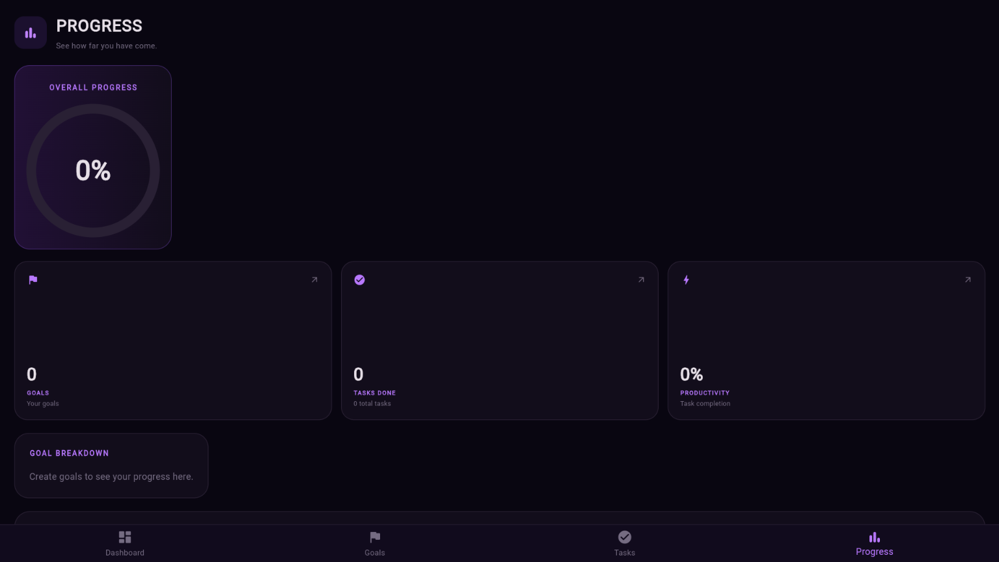 PROGRESS
See how far you have come.
OVERALL PROGRESS
0%
0
GOALS
Your goals
0
TASKS DONE
0 total tasks
0%
PRODUCTIVITY
Task completion
GOAL BREAKDOWN
Create goals to see your progress here.
Dashboard
Goals
Tasks
Progress